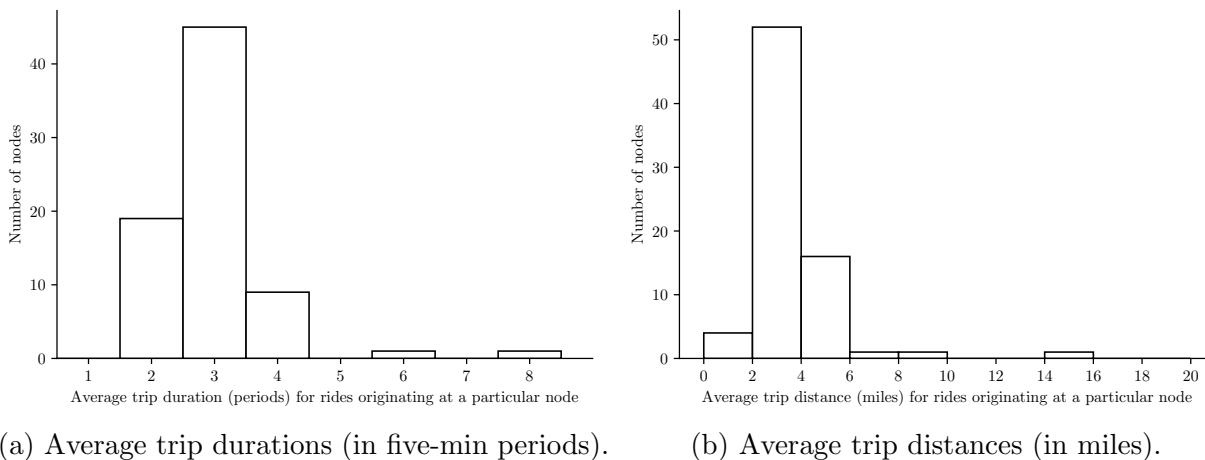 Number of nodes
40
30
20
10
0
1 2 3 4 5 6 7 8
Average trip duration (periods) for rides originating at a particular node
(a) Average trip durations (in five-min periods).
Number of nodes
50
40
30
20
10
0
0 2 4 6 8 10 12 14 16 18 20
Average trip distance (miles) for rides originating at a particular node
(b) Average trip distances (in miles).